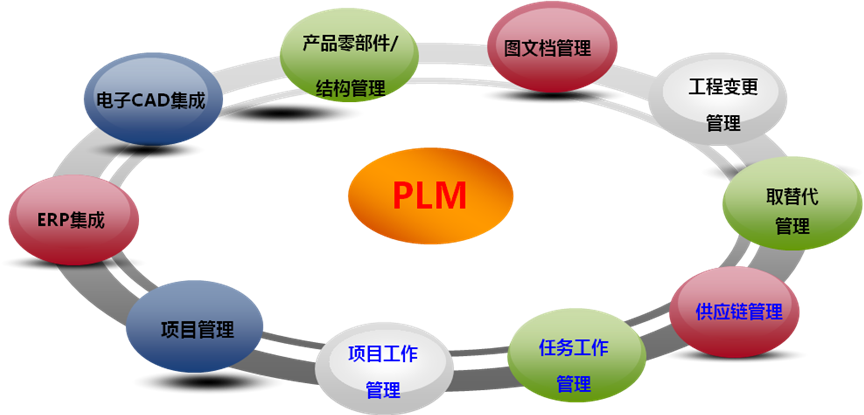 产品零部件/
结构管理
图文档管理
电子CAD集成
工程变更
管理
PLM
取替代
管理
ERP集成
供应链管理
项目管理
项目工作
管理
任务工作
管理